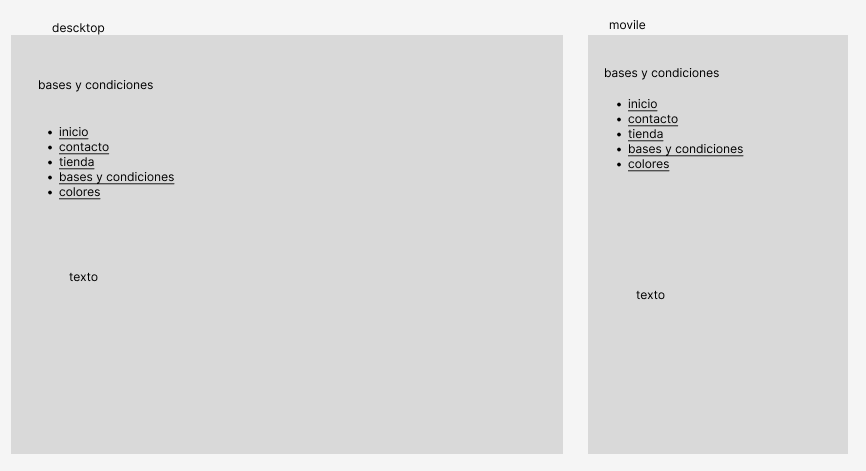 descktop
bases y condiciones
inicio
contacto
tienda
bases y condiciones
colores
texto
movile
bases y condiciones
inicio
contacto
tienda
bases y condiciones
colores
texto